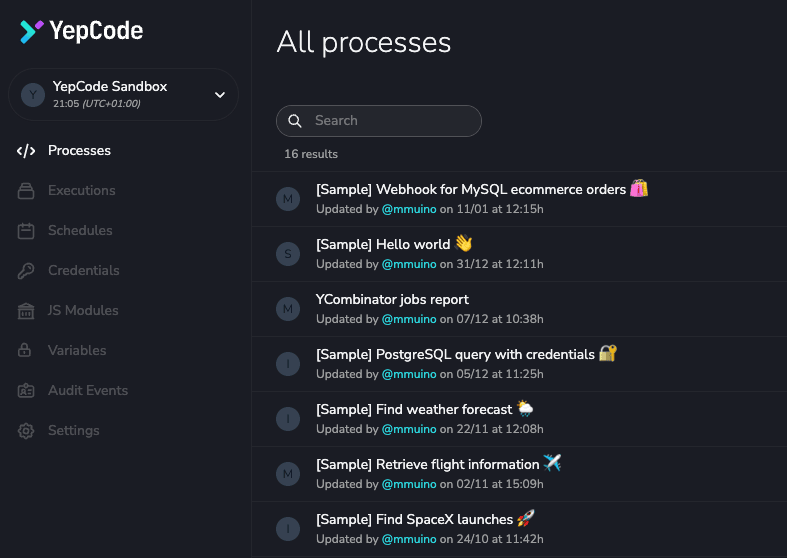 YepCode
Y
YepCode Sandbox
21:05 (UTC+01:00)
Processes
Executions
Schedules
Credentials
JS Modules
Variables
Audit Events
Settings
All processes
Search
16 results
M
[Sample] Webhook for MySQL ecommerce orders 🛍️
Updated by @mmuino on 11/01 at 12:15h
S
[Sample] Hello world 👋
Updated by @mmuino on 31/12 at 12:11h
M
YCombinator jobs report
Updated by @mmuino on 07/12 at 10:38h
I
[Sample] PostgreSQL query with credentials 🔐
Updated by @mmuino on 05/12 at 11:25h
I
[Sample] Find weather forecast 🌦️
Updated by @mmuino on 22/11 at 12:08h
M
[Sample] Retrieve flight information ✈️
Updated by @mmuino on 02/11 at 15:09h
I
[Sample] Find SpaceX launches 🚀
Updated by @mmuino on 24/10 at 11:42h